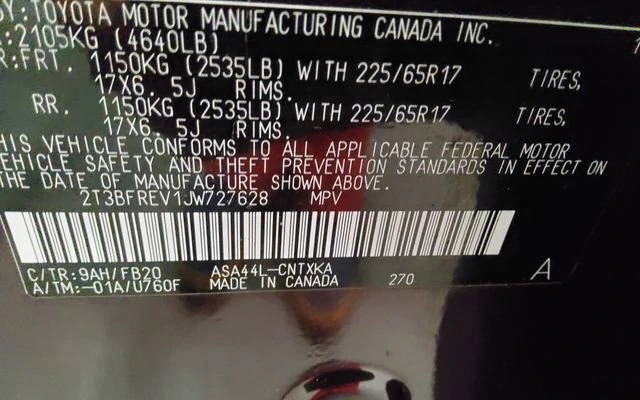 Y:TOYOTA MOTOR MANUFACTURING CANADA INC.
:2105KG (4640LB)
R:FRT. 1150KG (2535LB) WITH 225/65R17 TIRES,
17X6. 5J RIMS.
RR. 1150KG (2535LB) WITH 225/65R17 TIRES,
17X6. 5J RIMS.
HIS VEHICLE CONFORMS TO ALL APPLICABLE FEDERAL MOTOR
EHICLE SAFETY AND THEFT PREVENTION STANDARDS IN EFFECT ON
THE DATE OF MANUFACTURE SHOWN ABOVE.
2T3BFREV1JW727628 MPV
C/TR:9AH/FB20 ASA44L-CNTXKA
A/TM:-01A/U760F MADE IN CANADA 270 A